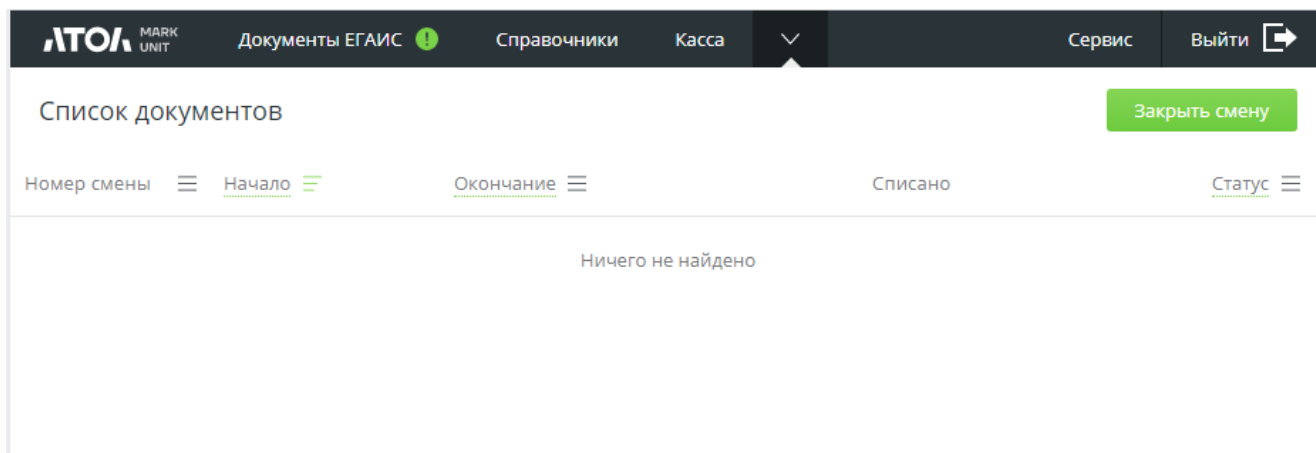 АТОЛ MARK UNIT Документы ЕГАИС ! Справочники Касса Сервис Выйти
Список документов Закрыть смену
Номер смены Начало Окончание Списано Статус
Ничего не найдено